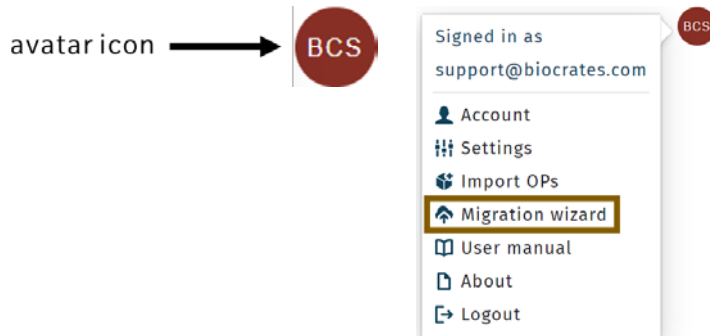 avatar icon
BCS
BCS
Signed in as
support@biocrates.com
Account
Settings
Import OPs
Migration wizard
User manual
About
Logout